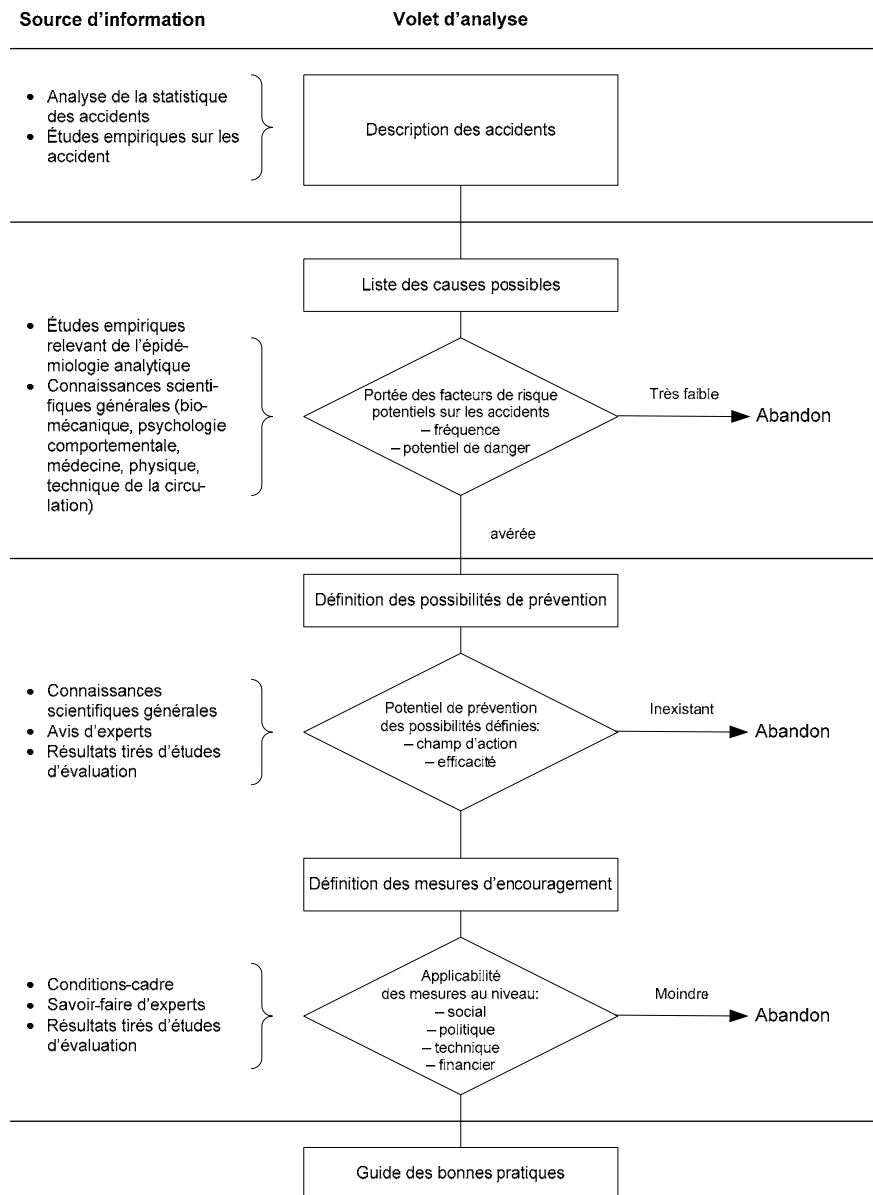 Source d'information
Volet d'analyse
• Analyse de la statistique
des accidents
• Études empiriques sur les
accident
Description des accidents
Liste des causes possibles
• Études empiriques
relevant de l'épidé-
miologie analytique
• Connaissances scienti-
fiques générales (bio-
mécanique, psychologie
comportementale,
médecine, physique,
technique de la circu-
lation)
Portée des facteurs de risque
potentiels sur les accidents
– fréquence
– potentiel de danger
Très faible
Abandon
avérée
Définition des possibilités de prévention
• Connaissances
scientifiques générales
• Avis d'experts
• Résultats tirés d'études
d'évaluation
Potentiel de prévention
des possibilités définies:
– champ d'action
– efficacité
Inexistant
Abandon
Définition des mesures d'encouragement
• Conditions-cadre
• Savoir-faire d'experts
• Résultats tirés d'études
d'évaluation
Applicabilité
des mesures au niveau:
– social
– politique
– technique
– financier
Moindre
Abandon
Guide des bonnes pratiques